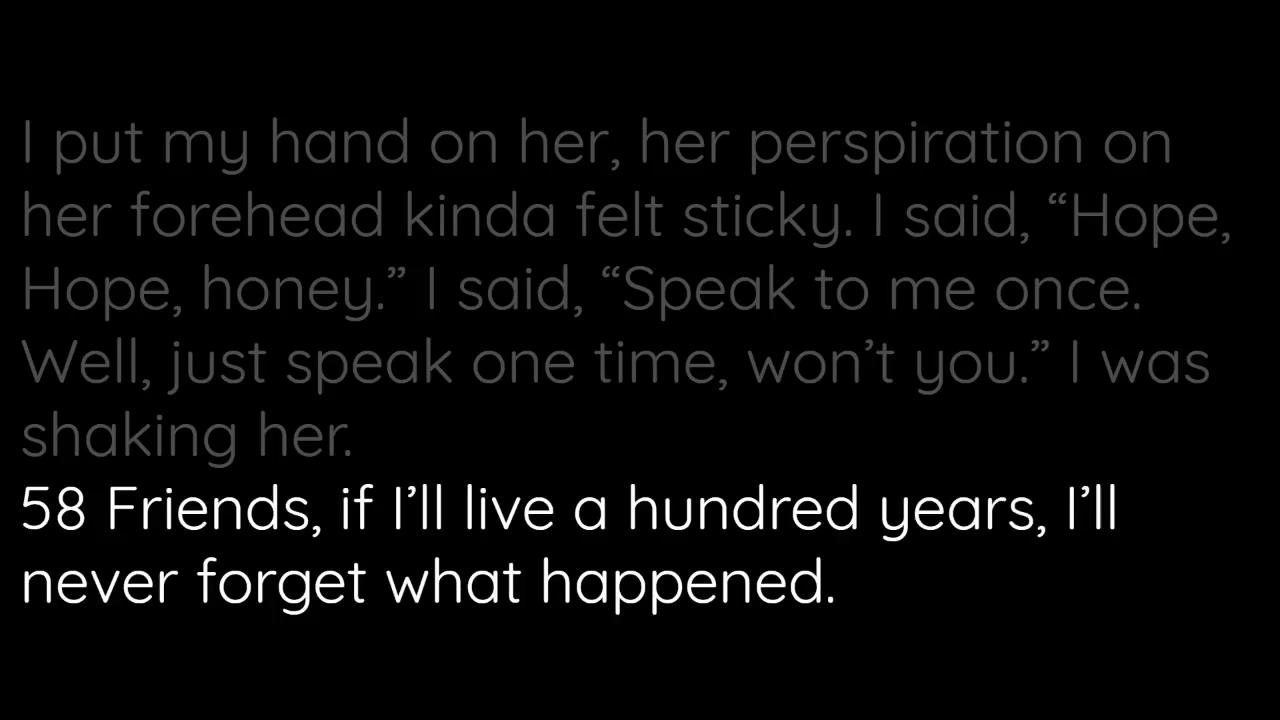 I put my hand on her, her perspiration on
her forehead kinda felt sticky. I said, “Hope,
Hope, honey.” I said, “Speak to me once.
Well, just speak one time, won’t you.” I was
shaking her.
58 Friends, if I’ll live a hundred years, I’ll
never forget what happened.